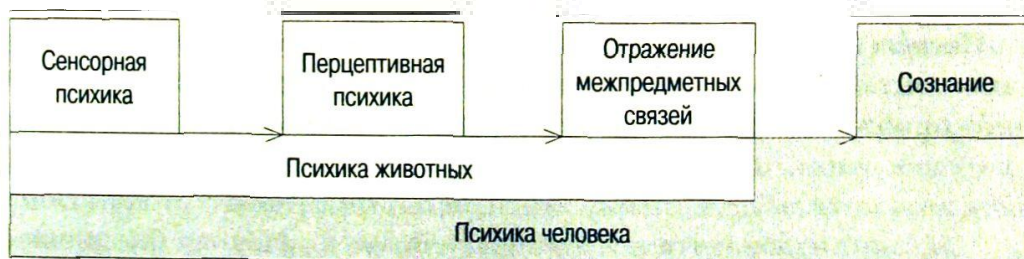 Сенсорная
психика
Перцептивная
психика
Отражение
межпредметных
связей
Сознание
Психика животных
Психика человека